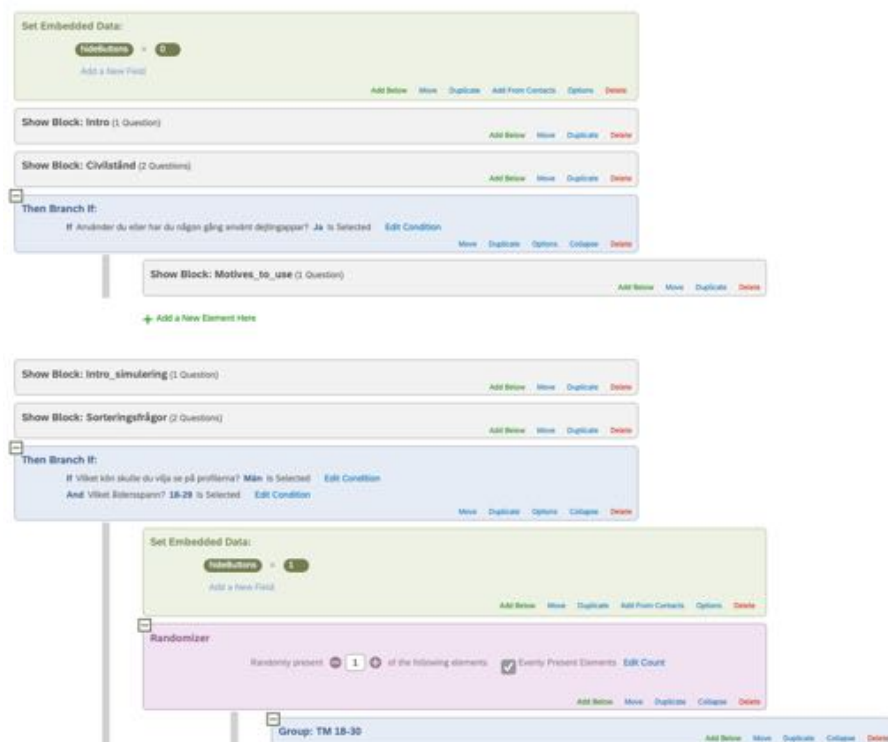 Set Embedded Data:
hideButtons = 0
Add a New Field
Add Below Move Duplicate Add From Contacts Options Delete
Show Block: Intro (1 Question)
Add Below Move Duplicate Delete
Show Block: Civilstånd (2 Questions)
Add Below Move Duplicate Delete
Then Branch If:
If Använder du eller har du någon gång använt dejtingappar? Ja Is Selected Edit Condition
Move Duplicate Options Collapse Delete
Show Block: Motives_to_use (1 Question)
Add Below Move Duplicate Delete
+ Add a New Element Here
Show Block: Intro_simulering (1 Question)
Add Below Move Duplicate Delete
Show Block: Sorteringsfrågor (2 Questions)
Add Below Move Duplicate Delete
Then Branch If:
If Vilket kön skulle du vilja se på profilerna? Män Is Selected Edit Condition
And Vilket åldersspann? 18-29 Is Selected Edit Condition
Move Duplicate Options Collapse Delete
Set Embedded Data:
hideButtons = 1
Add a New Field
Add Below Move Duplicate Add From Contacts Options Delete
Randomizer
Randomly present 1 of the following elements Evenly Present Elements Edit Count
Add Below Move Duplicate Collapse Delete
Group: TM 18-30
Add Below Move Duplicate Collapse Delete